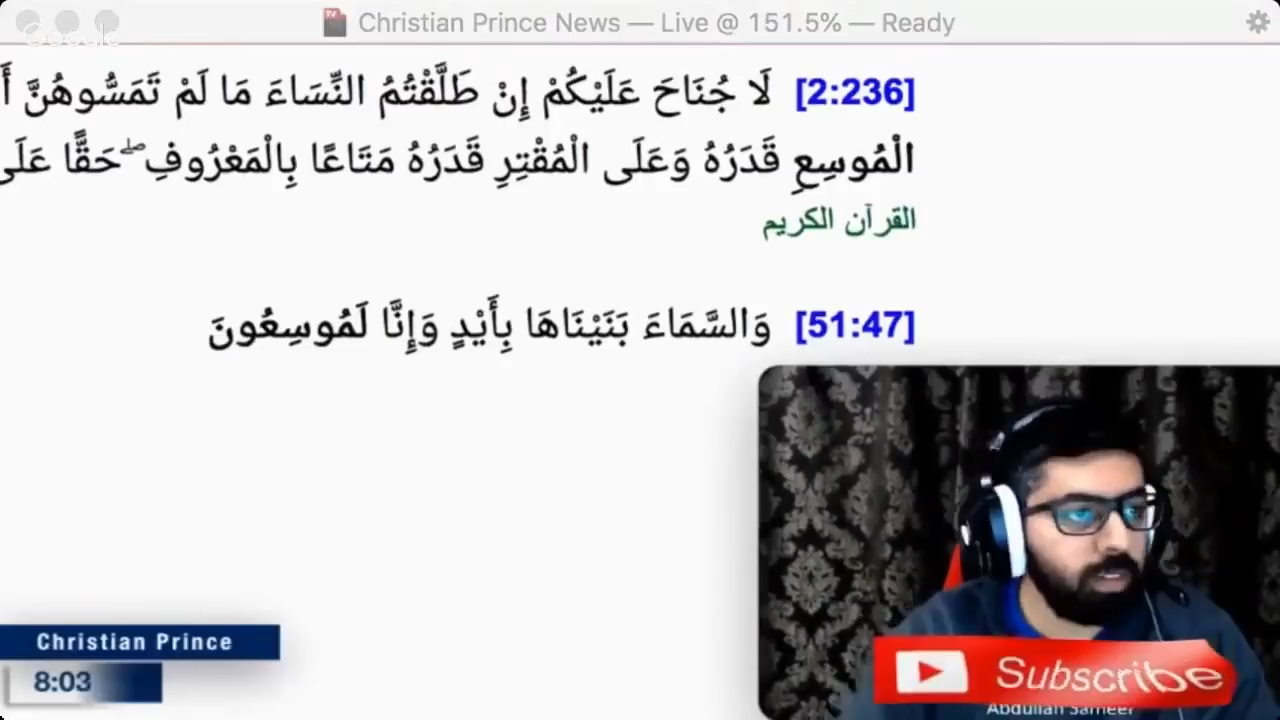 Google
Christian Prince News — Live @ 151.5% — Ready
[2:236] لَا جُنَاحَ عَلَيْكُمْ إِنْ طَلَّقْتُمُ النِّسَاءَ مَا لَمْ تَمَسُّوهُنَّ أَ
الْمُوسِعِ قَدَرُهُ وَعَلَى الْمُقْتِرِ قَدَرُهُ مَتَاعًا بِالْمَعْرُوفِ ۖ حَقًّا عَلَى
القرآن الكريم
[51:47] وَالسَّمَاءَ بَنَيْنَاهَا بِأَيْدٍ وَإِنَّا لَمُوسِعُونَ
Christian Prince
8:03
Subscribe
Abdullah Sameer